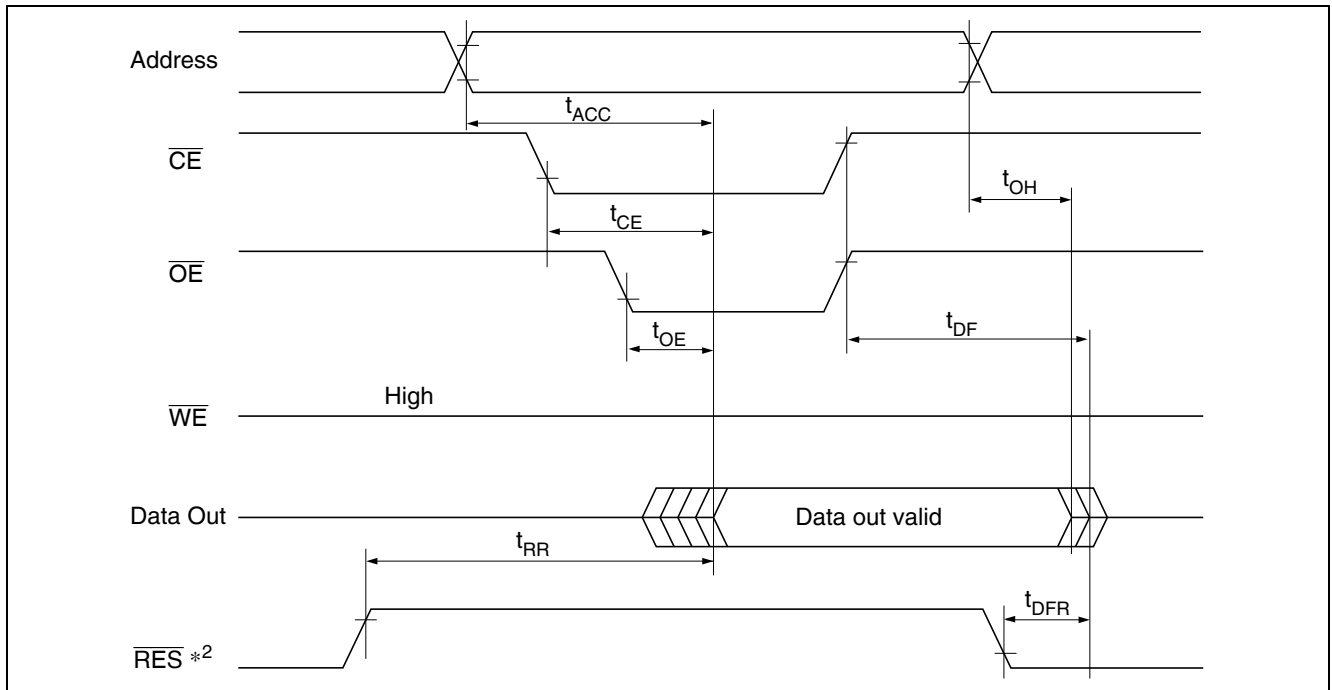 Address
tACC
CE
tOH
tCE
OE
tDF
tOE
High
WE
Data Out
Data out valid
tRR
tDFR
RES *2